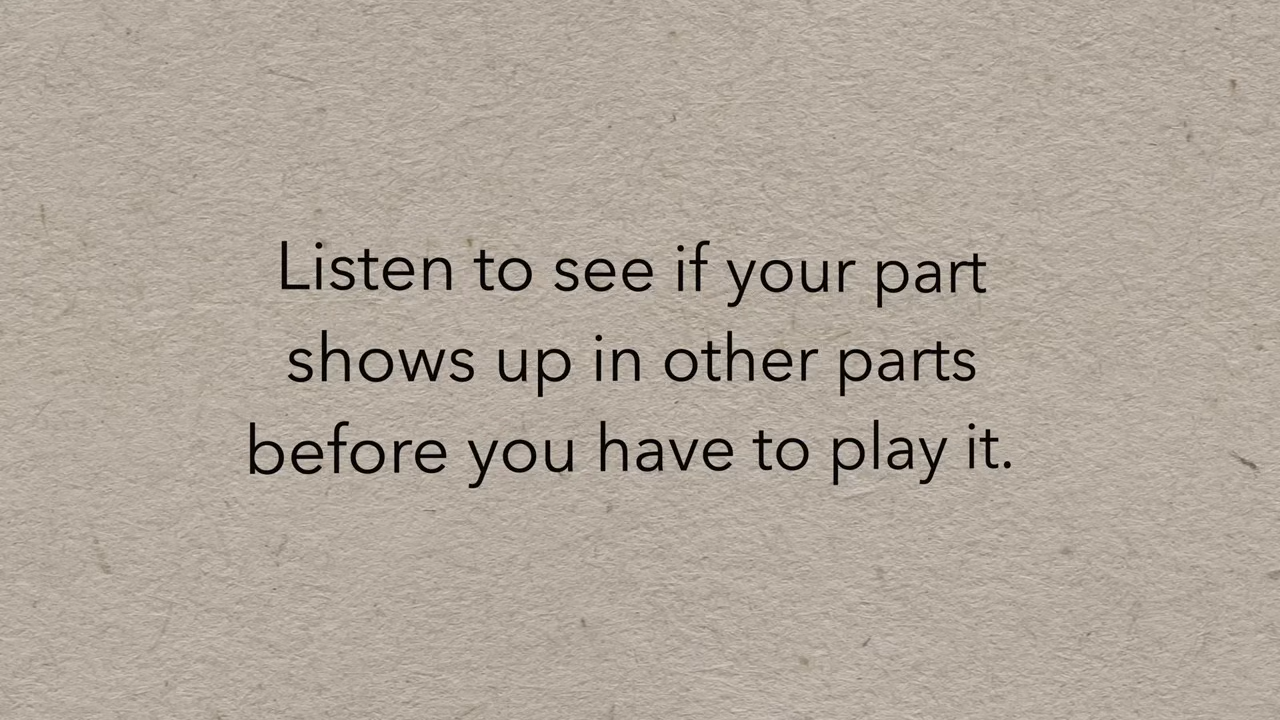 Listen to see if your part
shows up in other parts
before you have to play it.